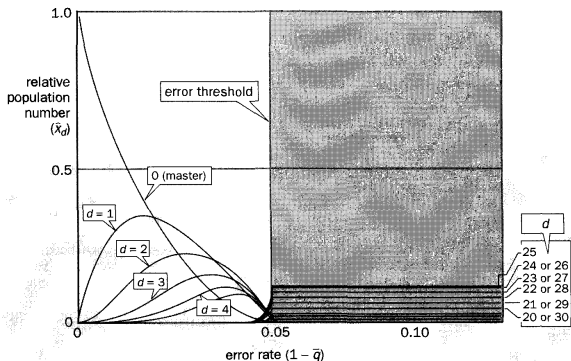 1.0
relative
population
number
(x̂d)
error threshold
0.5
0 (master)
d = 1
d = 2
d = 3
d = 4
0
0
0.05
0.10
error rate (1 − q̄)
d
25
24 or 26
23 or 27
22 or 28
21 or 29
20 or 30